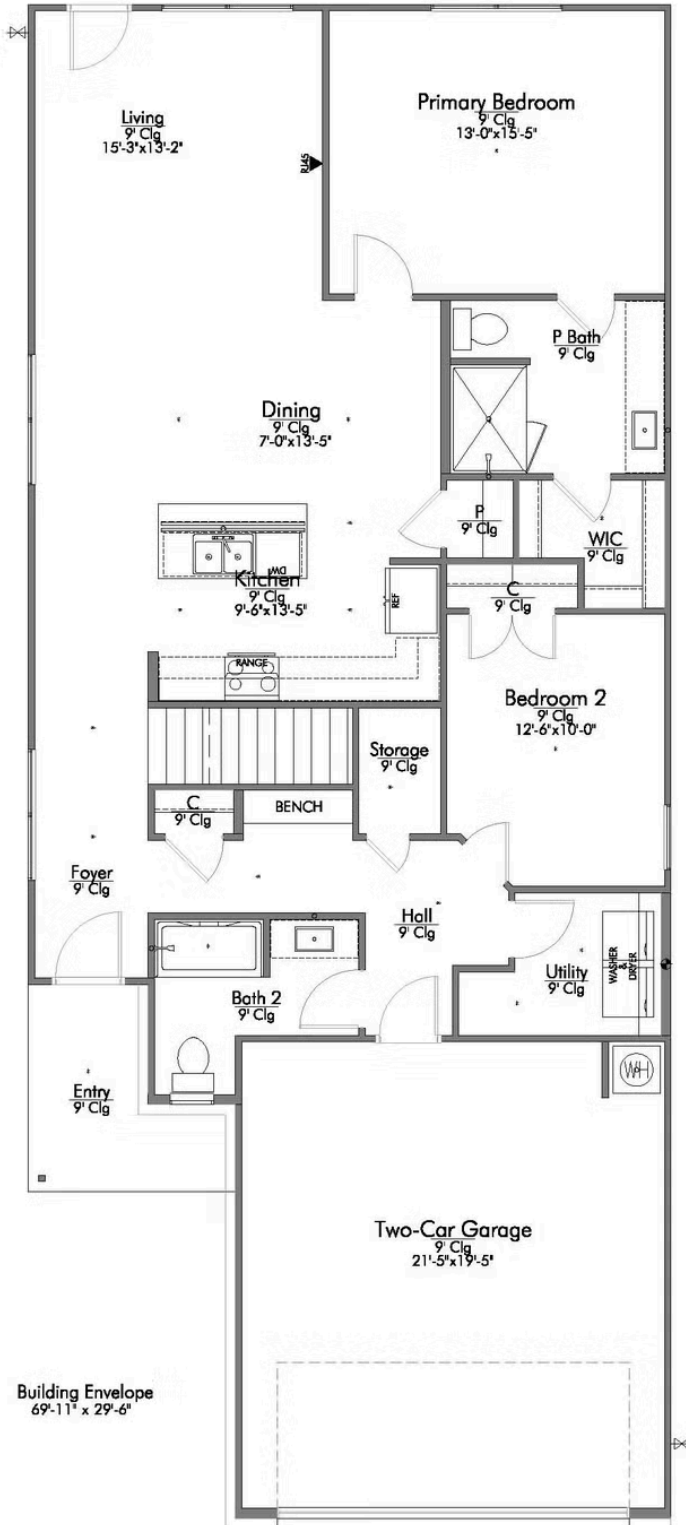 Living
9' Clg
15'-3"x13'-2"
Primary Bedroom
9' Clg
13'-0"x15'-5"
RJ45
P Bath
9' Clg
Dining
9' Clg
7'-0"x13'-5"
P
9' Clg
WIC
9' Clg
DW
Kitchen
9' Clg
9'-6"x13'-5"
REF
C
9' Clg
RANGE
Bedroom 2
9' Clg
12'-6"x10'-0"
Storage
9' Clg
C
9' Clg
BENCH
Foyer
9' Clg
Hall
9' Clg
Utility
9' Clg
WASHER
&
DRYER
Bath 2
9' Clg
WH
Entry
9' Clg
Two-Car Garage
9' Clg
21'-5"x19'-5"
Building Envelope
69'-11" x 29'-6"